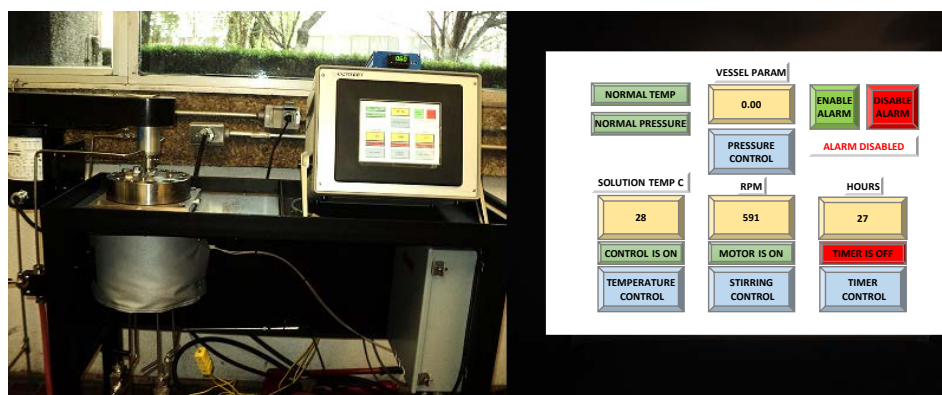 NORMAL TEMP
NORMAL PRESSURE
VESSEL PARAM
0.00
PRESSURE
CONTROL
ENABLE
ALARM
DISABLE
ALARM
ALARM DISABLED
SOLUTION TEMP C
28
CONTROL IS ON
TEMPERATURE
CONTROL
RPM
591
MOTOR IS ON
STIRRING
CONTROL
HOURS
27
TIMER IS OFF
TIMER
CONTROL